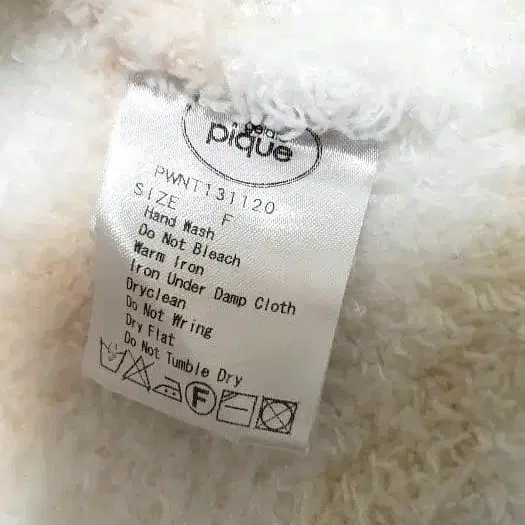 gelato
pique
PWNT131120
SIZE F
Hand Wash
Do Not Bleach
Warm Iron
Iron Under Damp Cloth
Dryclean
Do Not Wring
Dry Flat
Do Not Tumble Dry
F